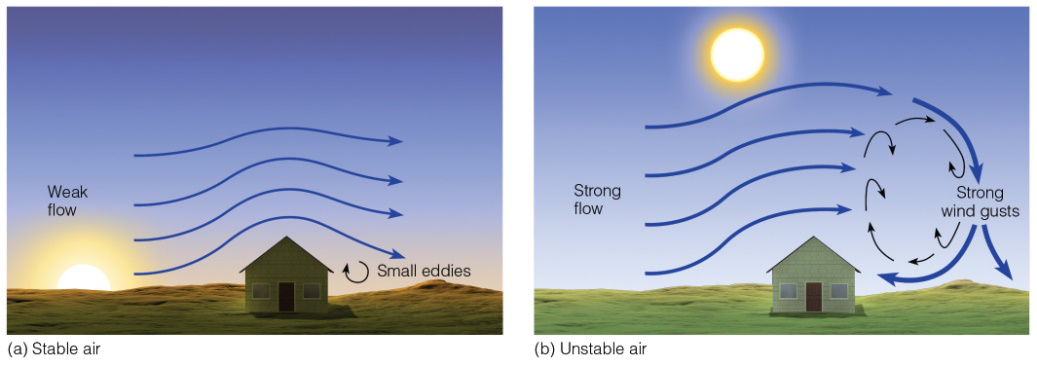 Weak
flow
Small eddies
(a) Stable air
Strong
flow
Strong
wind gusts
(b) Unstable air